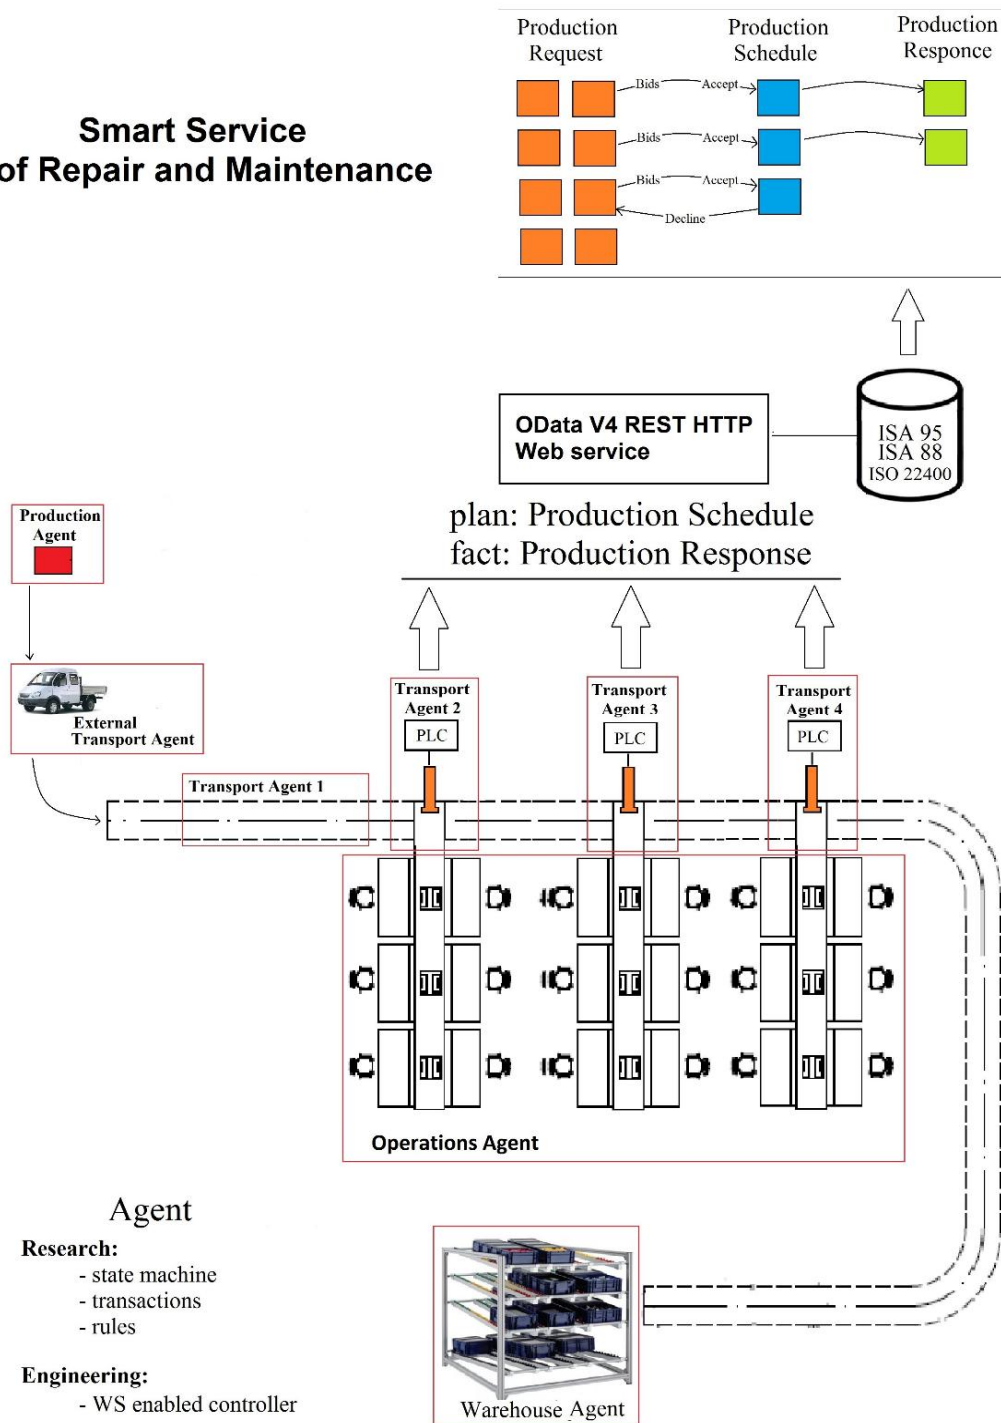 Smart Service
of Repair and Maintenance
Production
Request
Production
Schedule
Production
Responce
Bids
Accept
Bids
Accept
Bids
Accept
Decline
OData V4 REST HTTP
Web service
ISA 95
ISA 88
ISO 22400
plan: Production Schedule
fact: Production Response
Production
Agent
External
Transport Agent
Transport Agent 1
Transport
Agent 2
PLC
Transport
Agent 3
PLC
Transport
Agent 4
PLC
Operations Agent
Agent
Research:
- state machine
- transactions
- rules
Engineering:
- WS enabled controller
Warehouse Agent